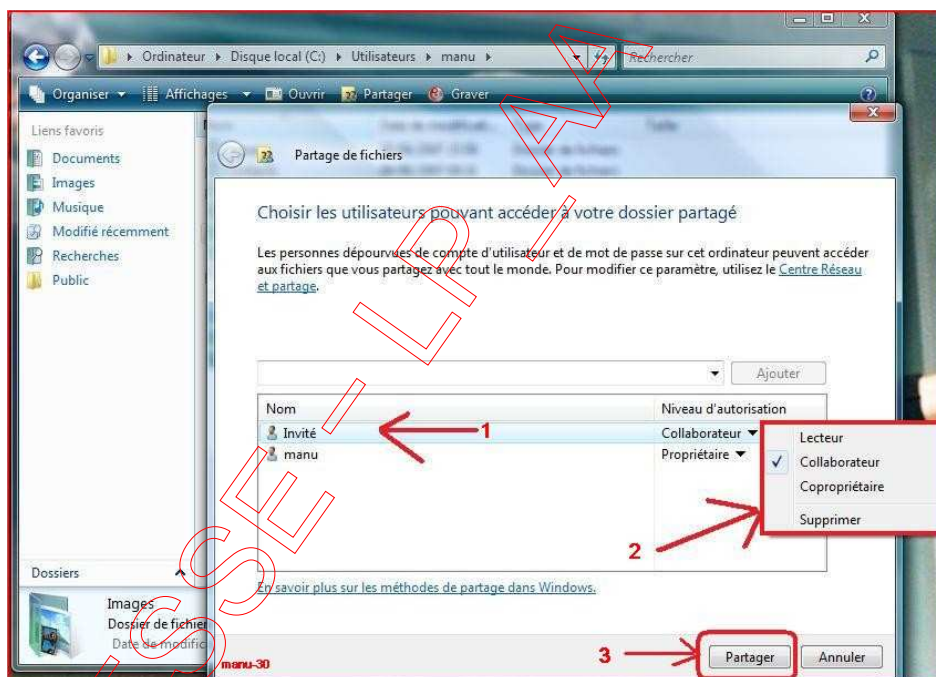 Ordinateur Disque local (C:) Utilisateurs manu Rechercher
Organiser Affichages Ouvrir Partager Graver
Liens favoris
Documents
Images
Musique
Modifié récemment
Recherches
Public
Taille
Partage de fichiers
Choisir les utilisateurs pouvant accéder à votre dossier partagé
Les personnes dépourvues de compte d'utilisateur et de mot de passe sur cet ordinateur peuvent accéder
aux fichiers que vous partagez avec tout le monde. Pour modifier ce paramètre, utilisez le Centre Réseau
et partage.
Ajouter
Nom Niveau d'autorisation
Invité Collaborateur
manu Propriétaire
1
Lecteur
Collaborateur
Copropriétaire
Supprimer
2
En savoir plus sur les méthodes de partage dans Windows.
Dossiers
Images
Dossier de fichier
Date de modific
manu-30
3
Partager Annuler
SSE-LP_AA